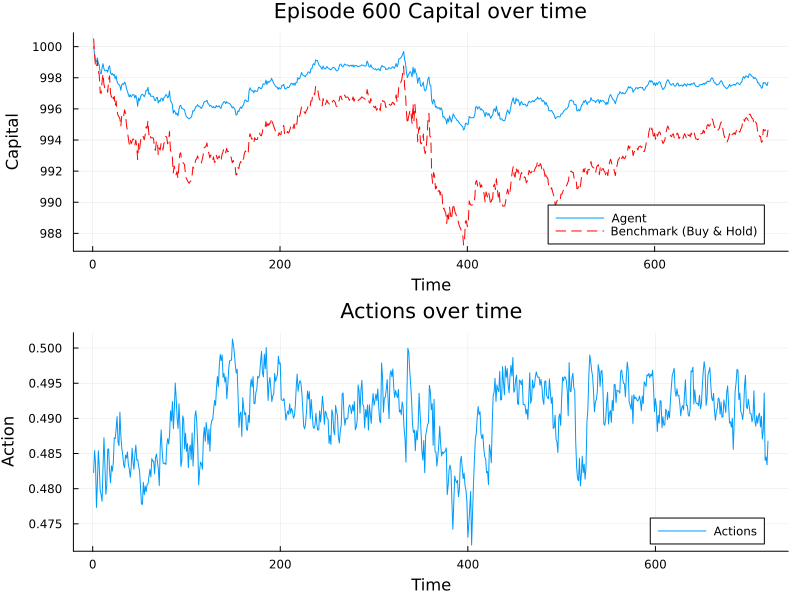 Episode 600 Capital over time
Capital
1000
998
996
994
992
990
988
Agent
Benchmark (Buy & Hold)
0
200
400
600
Time
Actions over time
Action
0.500
0.495
0.490
0.485
0.480
0.475
Actions
0
200
400
600
Time